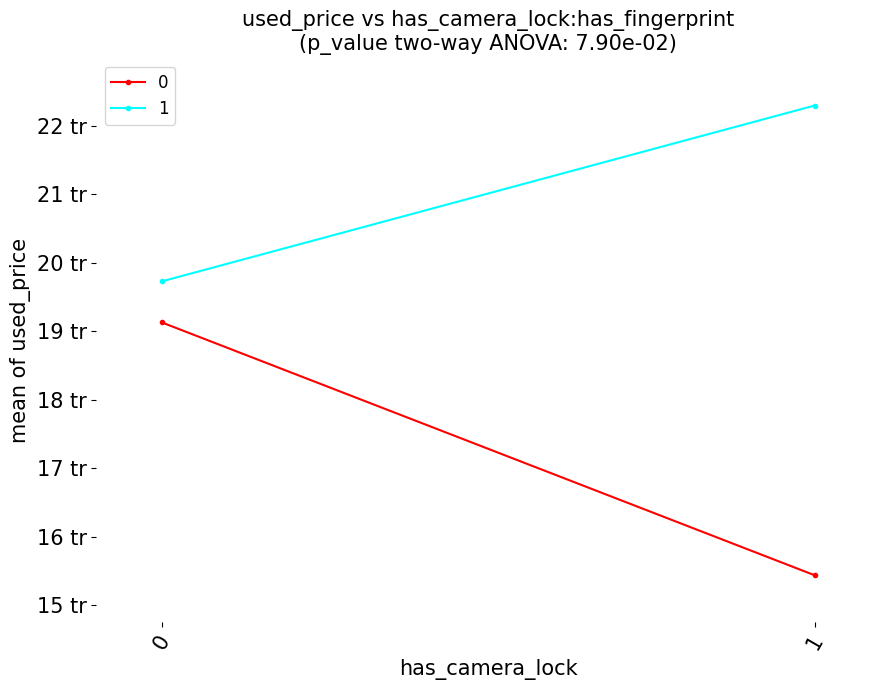 used_price vs has_camera_lock:has_fingerprint
(p_value two-way ANOVA: 7.90e-02)
0
1
22 tr
21 tr
20 tr
19 tr
18 tr
17 tr
16 tr
15 tr
mean of used_price
0
1
has_camera_lock